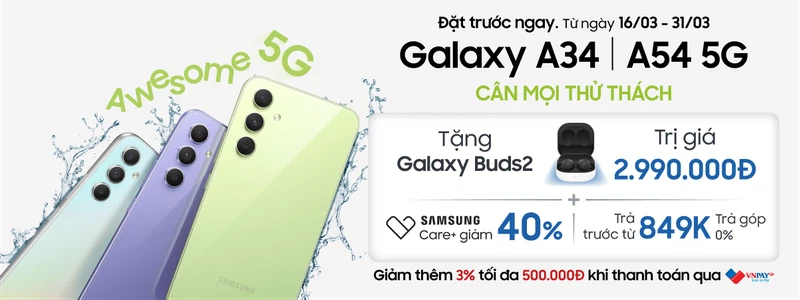 Awesome 5G
Đặt trước ngay. Từ ngày 16/03 - 31/03
Galaxy A34 | A54 5G
CÂN MỌI THỬ THÁCH
Tặng
Galaxy Buds2
Trị giá
2.990.000Đ
+
SAMSUNG
Care+ giảm
40%
Trả
trước từ
849K
Trả góp
0%
Giảm thêm 3% tối đa 500.000Đ khi thanh toán qua VNPAY
SAMSUNG